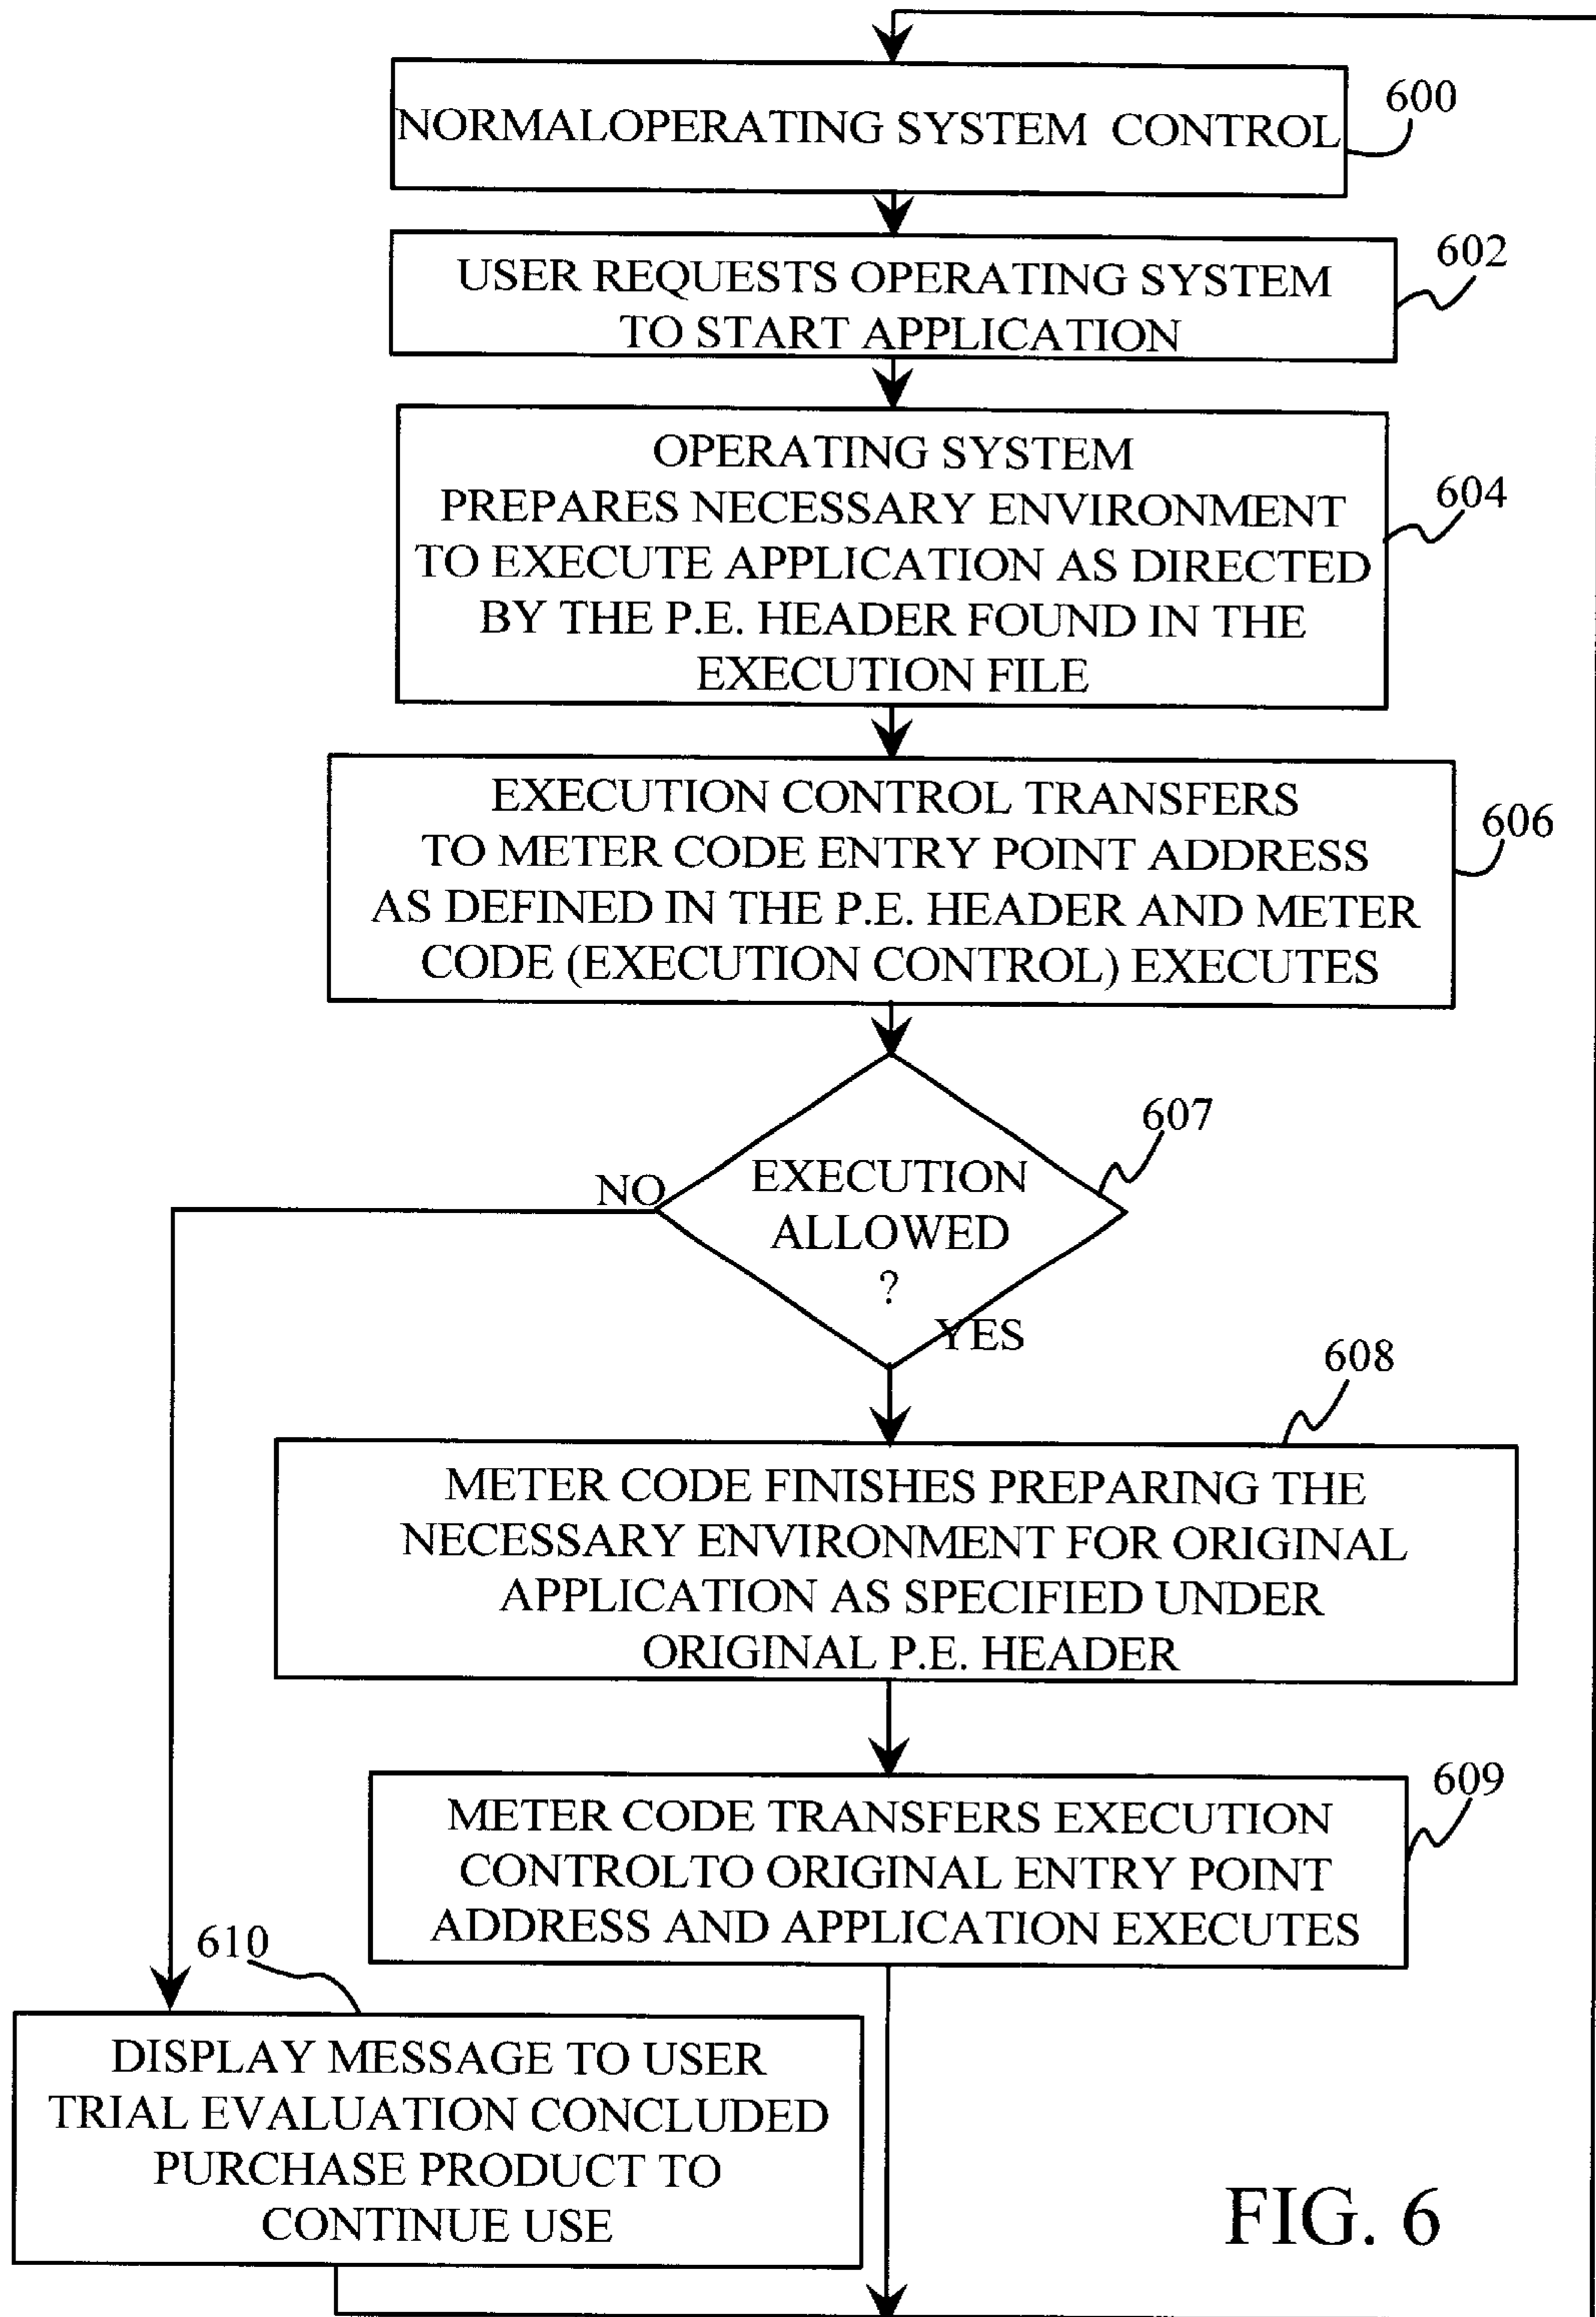 NORMALOPERATING SYSTEM CONTROL
600
USER REQUESTS OPERATING SYSTEM
TO START APPLICATION
602
OPERATING SYSTEM
PREPARES NECESSARY ENVIRONMENT
TO EXECUTE APPLICATION AS DIRECTED
BY THE P.E. HEADER FOUND IN THE
EXECUTION FILE
604
EXECUTION CONTROL TRANSFERS
TO METER CODE ENTRY POINT ADDRESS
AS DEFINED IN THE P.E. HEADER AND METER
CODE (EXECUTION CONTROL) EXECUTES
606
607
NO
EXECUTION
ALLOWED
?
YES
608
METER CODE FINISHES PREPARING THE
NECESSARY ENVIRONMENT FOR ORIGINAL
APPLICATION AS SPECIFIED UNDER
ORIGINAL P.E. HEADER
609
METER CODE TRANSFERS EXECUTION
CONTROLTO ORIGINAL ENTRY POINT
ADDRESS AND APPLICATION EXECUTES
610
DISPLAY MESSAGE TO USER
TRIAL EVALUATION CONCLUDED
PURCHASE PRODUCT TO
CONTINUE USE
FIG. 6